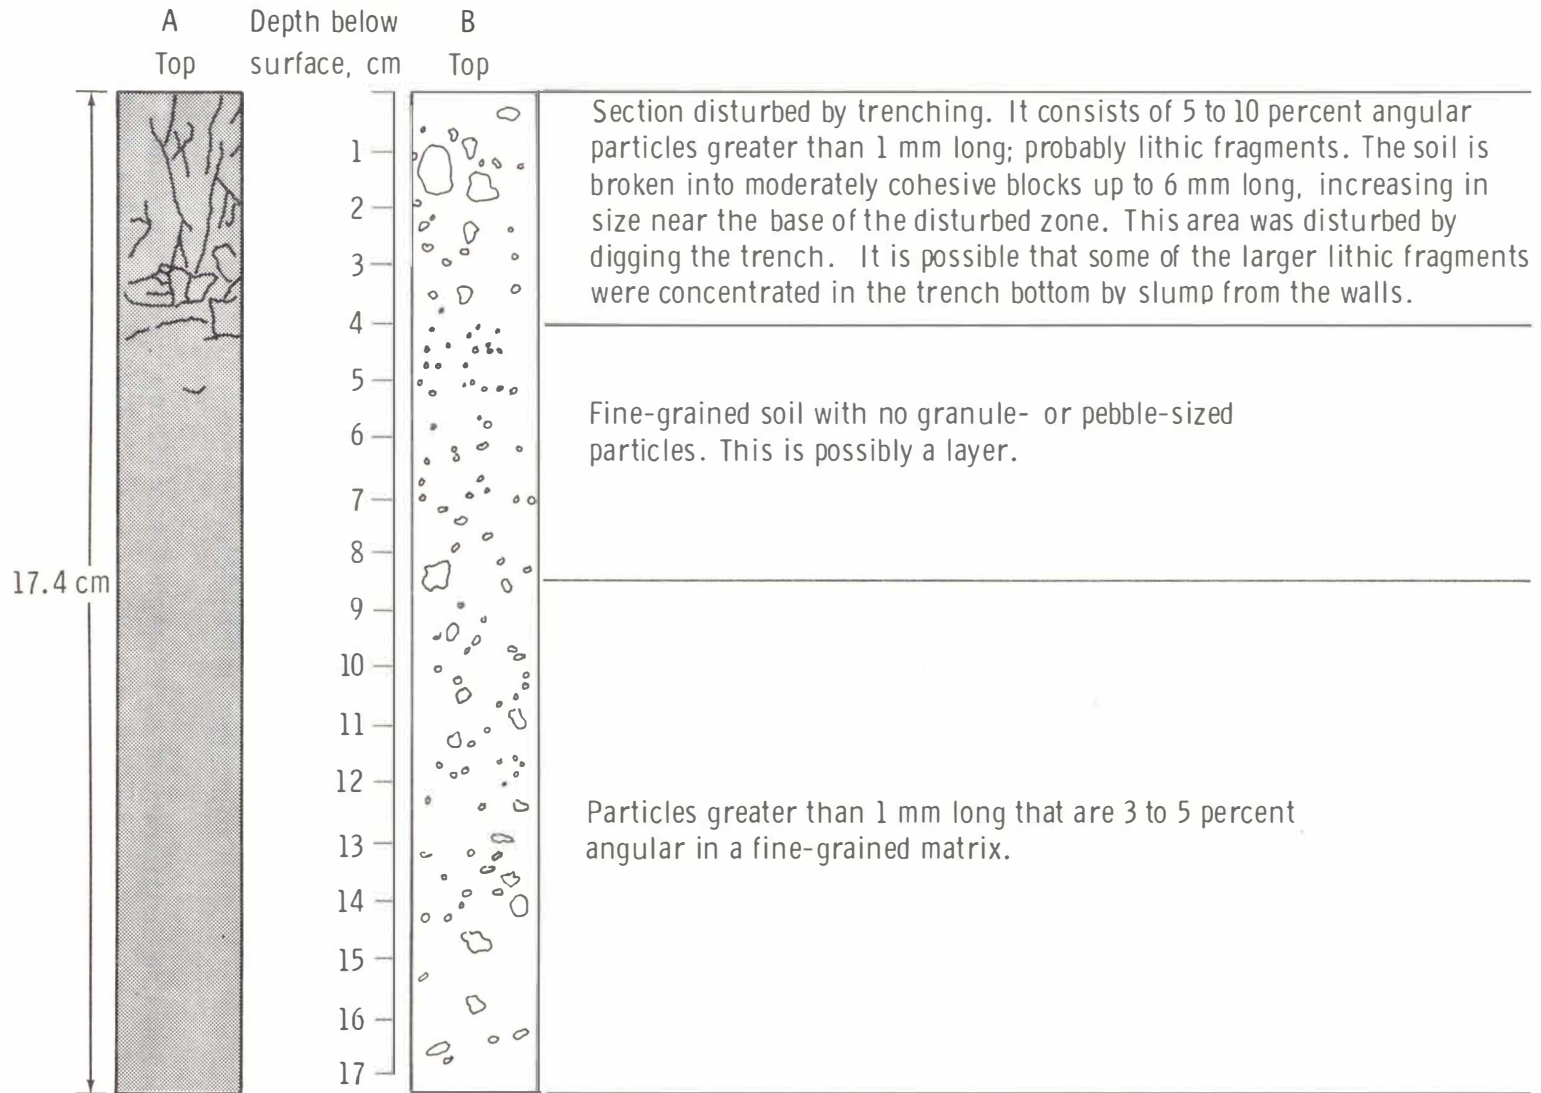 A Depth below B
Top surface, cm Top
Section disturbed by trenching. It consists of 5 to 10 percent angular
particles greater than 1 mm long; probably lithic fragments. The soil is
broken into moderately cohesive blocks up to 6 mm long, increasing in
size near the base of the disturbed zone. This area was disturbed by
digging the trench. It is possible that some of the larger lithic fragments
were concentrated in the trench bottom by slump from the walls.
1
2
3
4
5
Fine-grained soil with no granule- or pebble-sized
particles. This is possibly a layer.
6
7
8
17.4 cm
9
10
11
12
Particles greater than 1 mm long that are 3 to 5 percent
angular in a fine-grained matrix.
13
14
15
16
17